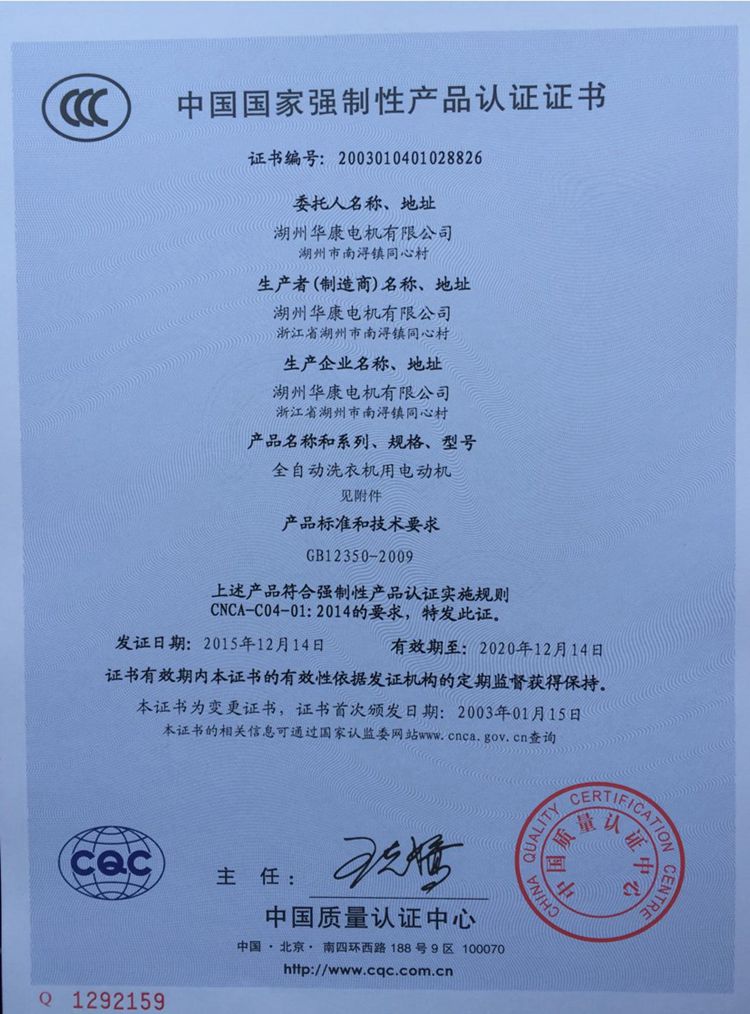 CCC
中国国家强制性产品认证证书
证书编号: 2003010401028826
委托人名称、地址
湖州华康电机有限公司
湖州市南浔镇同心村
生产者(制造商)名称、地址
湖州华康电机有限公司
浙江省湖州市南浔镇同心村
生产企业名称、地址
湖州华康电机有限公司
浙江省湖州市南浔镇同心村
产品名称和系列、规格、型号
全自动洗衣机用电动机
见附件
产品标准和技术要求
GB12350-2009
上述产品符合强制性产品认证实施规则
CNCA-C04-01:2014的要求，特发此证。
发证日期: 2015年12月14日 有效期至: 2020年12月14日
证书有效期内本证书的有效性依据发证机构的定期监督获得保持。
本证书为变更证书，证书首次颁发日期: 2003年01月15日
本证书的相关信息可通过国家认监委网站www.cnca.gov.cn查询
CQC
主 任:
中国质量认证中心
中国·北京·南四环西路 188 号 9 区 100070
http://www.cqc.com.cn
CHINA QUALITY CERTIFICATION CENTRE
中国质量认证中心
Q 1292159